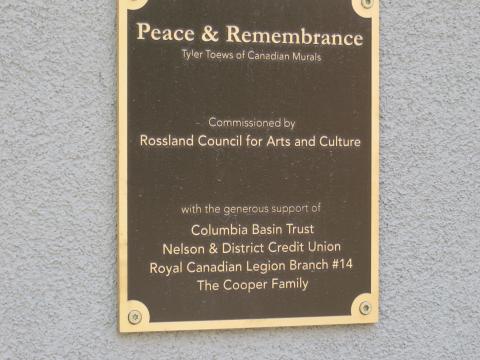 Peace & Remembrance
Tyler Toews of Canadian Murals
Commissioned by
Rossland Council for Arts and Culture
with the generous support of
Columbia Basin Trust
Nelson & District Credit Union
Royal Canadian Legion Branch #14
The Cooper Family